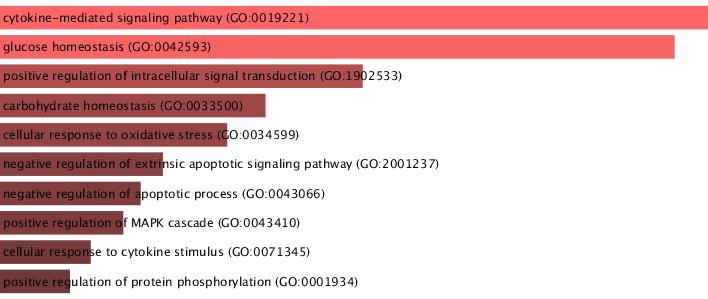 cytokine-mediated signaling pathway (GO:0019221)
glucose homeostasis (GO:0042593)
positive regulation of intracellular signal transduction (GO:1902533)
carbohydrate homeostasis (GO:0033500)
cellular response to oxidative stress (GO:0034599)
negative regulation of extrinsic apoptotic signaling pathway (GO:2001237)
negative regulation of apoptotic process (GO:0043066)
positive regulation of MAPK cascade (GO:0043410)
cellular response to cytokine stimulus (GO:0071345)
positive regulation of protein phosphorylation (GO:0001934)